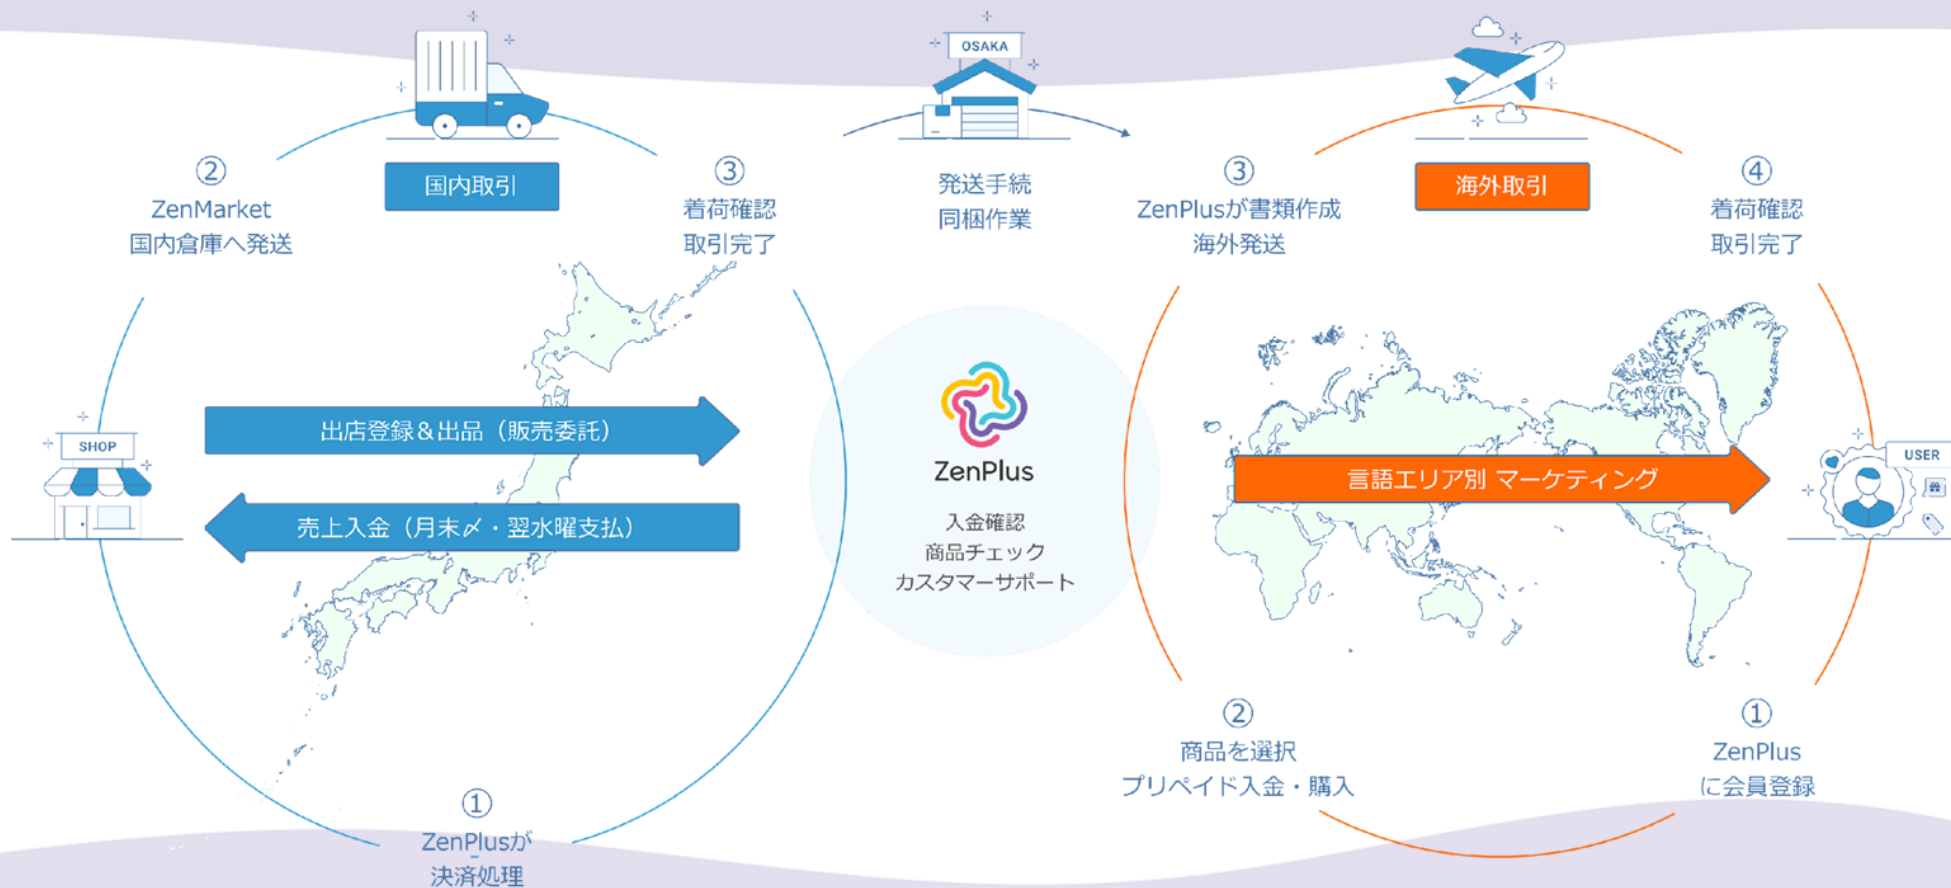 OSAKA
国内取引
②
ZenMarket
国内倉庫へ発送
③
着荷確認
取引完了
発送手続
同梱作業
③
ZenPlusが書類作成
海外発送
海外取引
④
着荷確認
取引完了
SHOP
出店登録＆出品（販売委託）
売上入金（月末〆・翌水曜支払）
ZenPlus
入金確認
商品チェック
カスタマーサポート
言語エリア別 マーケティング
USER
①
ZenPlusが
決済処理
②
商品を選択
プリペイド入金・購入
①
ZenPlus
に会員登録